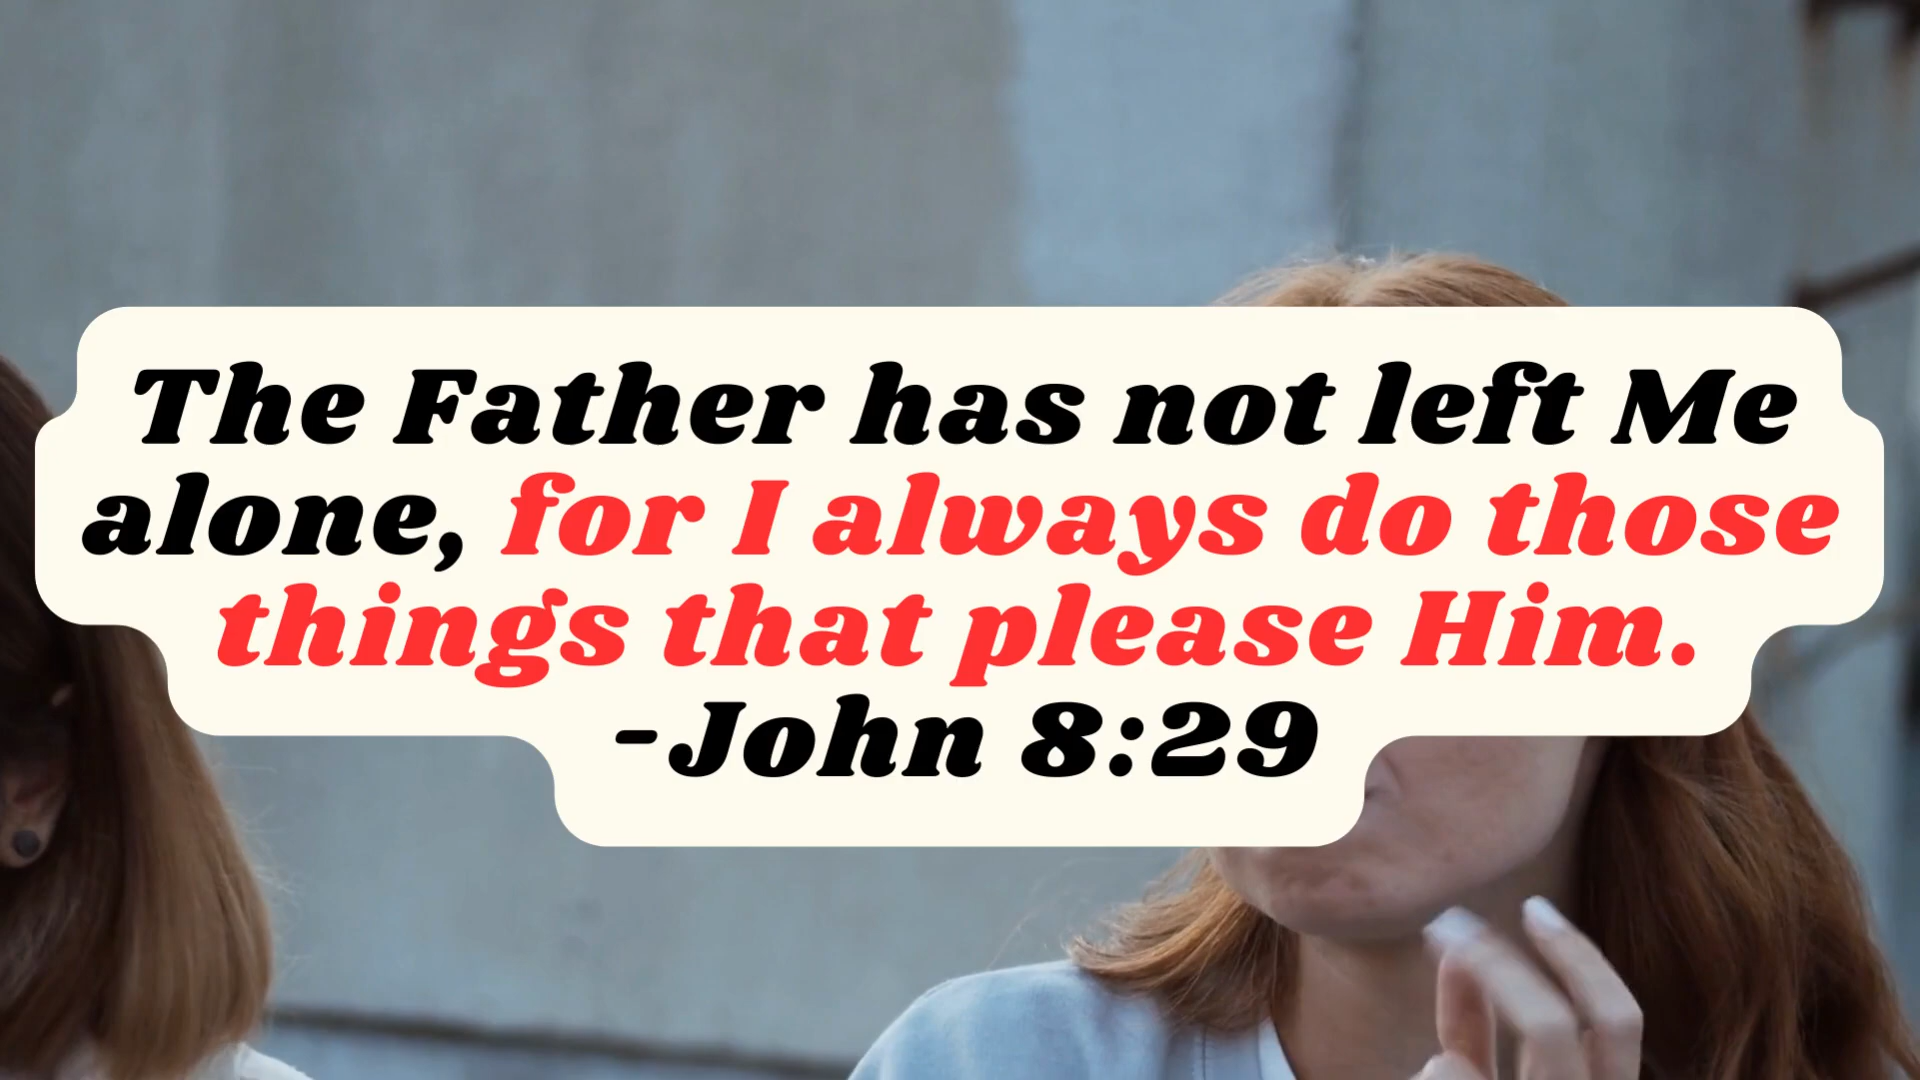 The Father has not left Me
alone, for I always do those
things that please Him.
-John 8:29